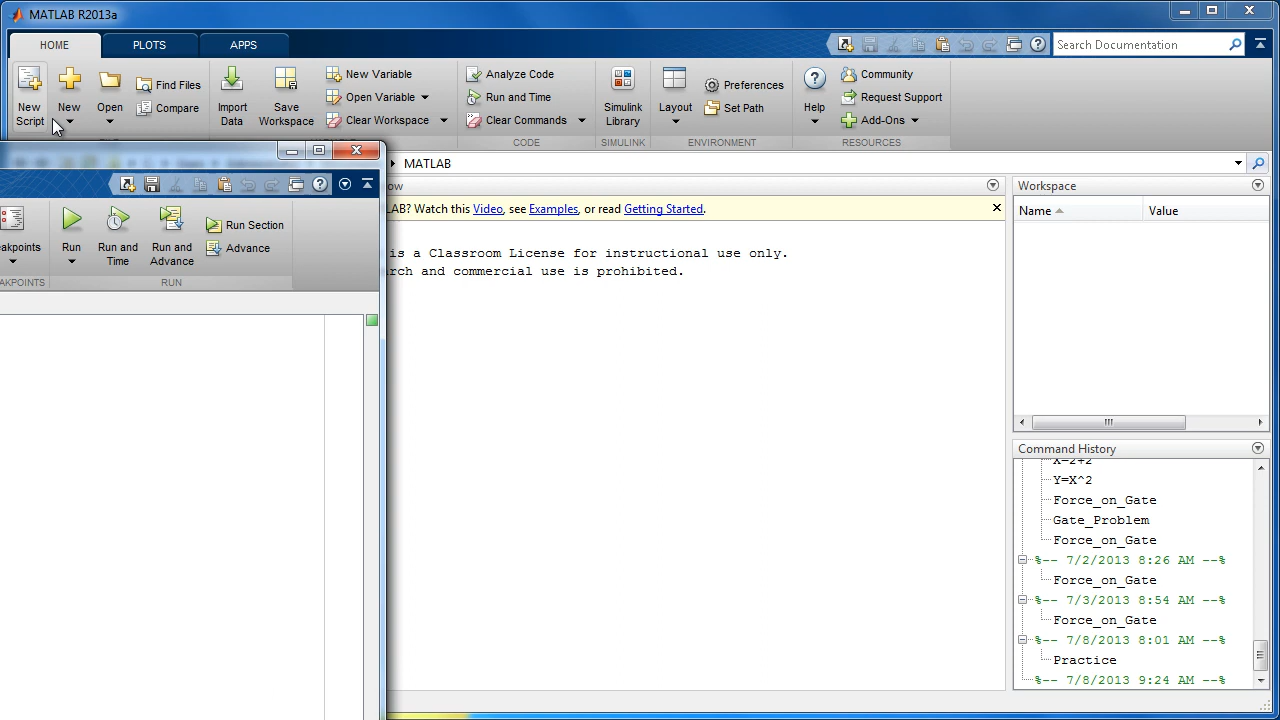 MATLAB R2013a
HOME
PLOTS
APPS
Search Documentation
New Script
New
Open
Find Files
Compare
Import Data
Save Workspace
New Variable
Open Variable
Clear Workspace
Analyze Code
Run and Time
Clear Commands
CODE
Simulink Library
SIMULINK
Layout
Preferences
Set Path
ENVIRONMENT
Help
Community
Request Support
Add-Ons
RESOURCES
MATLAB
ow
LAB? Watch this Video, see Examples, or read Getting Started.
is a Classroom License for instructional use only.
rch and commercial use is prohibited.
eakpoints
AKPOINTS
Run
Run and Time
Run and Advance
Run Section
Advance
RUN
Workspace
Name
Value
Command History
X=2+2
Y=X^2
Force_on_Gate
Gate_Problem
Force_on_Gate
%-- 7/2/2013 8:26 AM --%
Force_on_Gate
%-- 7/3/2013 8:54 AM --%
Force_on_Gate
%-- 7/8/2013 8:01 AM --%
Practice
%-- 7/8/2013 9:24 AM --%